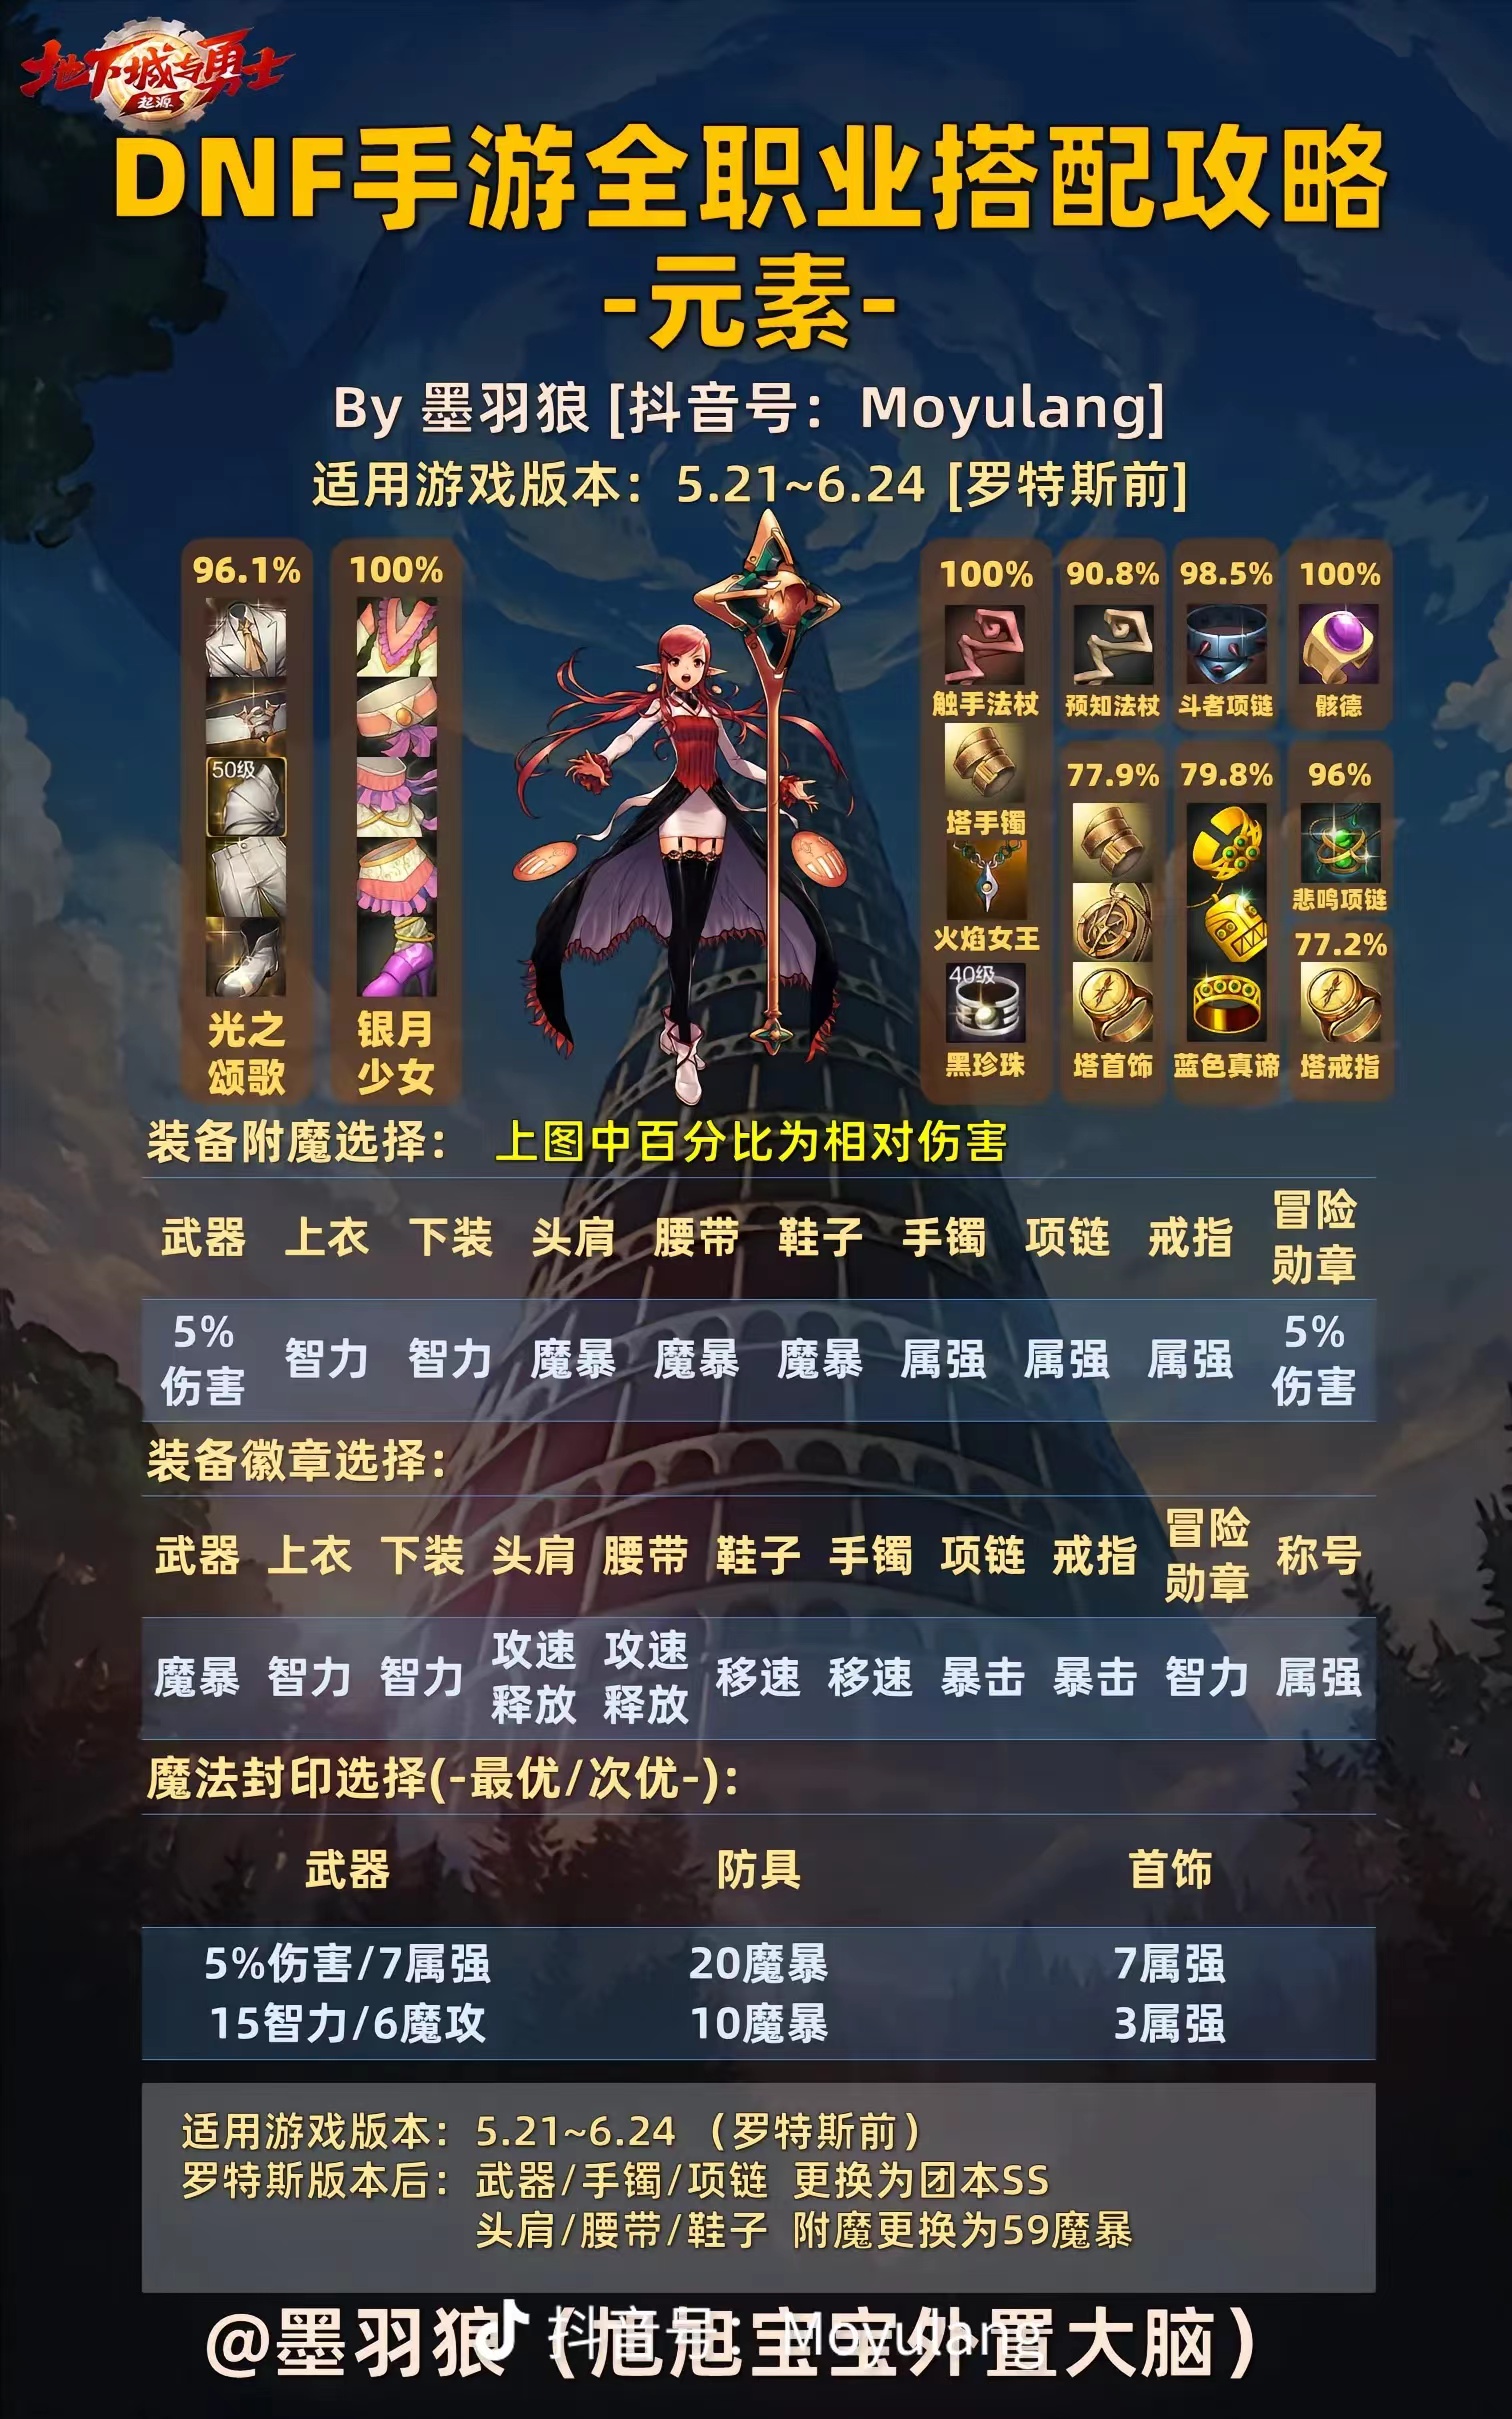 地下城与勇士
起源
DNF手游全职业搭配攻略
-元素-
By 墨羽狼 [抖音号：Moyulang]
适用游戏版本：5.21~6.24 [罗特斯前]
96.1%
50级
光之
颂歌
100%
银月
少女
100%
触手法杖
塔手镯
火焰女王
40级
黑珍珠
90.8%
预知法杖
98.5%
斗者项链
100%
骸德
77.9%
塔首饰
79.8%
蓝色真谛
96%
悲鸣项链
77.2%
塔戒指
装备附魔选择： 上图中百分比为相对伤害
武器 上衣 下装 头肩 腰带 鞋子 手镯 项链 戒指 冒险勋章
5%伤害 智力 智力 魔暴 魔暴 魔暴 属强 属强 属强 5%伤害
装备徽章选择：
武器 上衣 下装 头肩 腰带 鞋子 手镯 项链 戒指 冒险勋章 称号
魔暴 智力 智力 攻速释放 攻速释放 移速 移速 暴击 暴击 智力 属强
魔法封印选择(-最优/次优-)：
武器 防具 首饰
5%伤害/7属强 20魔暴 7属强
15智力/6魔攻 10魔暴 3属强
适用游戏版本：5.21~6.24 （罗特斯前）
罗特斯版本后：武器/手镯/项链 更换为团本SS
头肩/腰带/鞋子 附魔更换为59魔暴
@墨羽狼（旭旭宝宝外置大脑）
抖音号：Moyulang